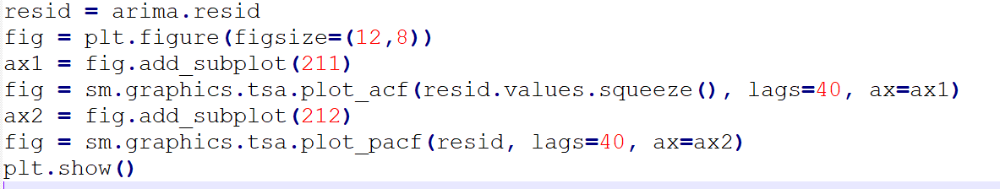 resid = arima.resid
fig = plt.figure(figsize=(12,8))
ax1 = fig.add_subplot(211)
fig = sm.graphics.tsa.plot_acf(resid.values.squeeze(), lags=40, ax=ax1)
ax2 = fig.add_subplot(212)
fig = sm.graphics.tsa.plot_pacf(resid, lags=40, ax=ax2)
plt.show()